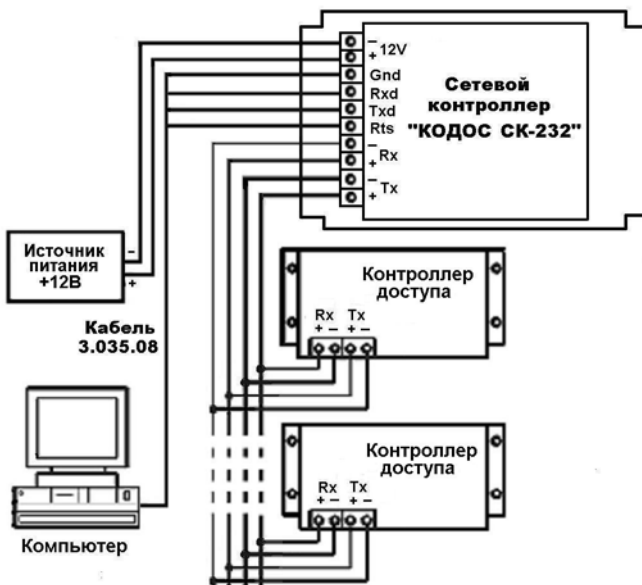 –
+ 12V
Gnd
Rxd
Txd
Rts
–
+ Rx
–
+ Tx
Сетевой
контроллер
"КОДОС СК-232"
Источник
питания
+12В
–
+
Кабель
3.035.08
Компьютер
Контроллер
доступа
Rx Tx
+ – + –
Контроллер
доступа
Rx Tx
+ – + –